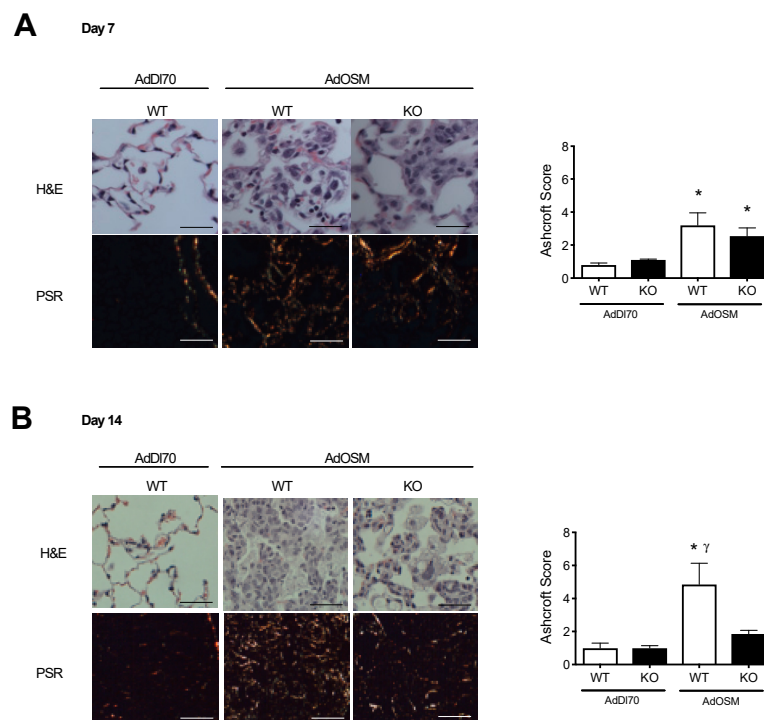 A
Day 7
AdDl70 AdOSM
WT WT KO
H&E
PSR
Ashcroft Score
8
6
4
2
0
* *
WT KO WT KO
AdDl70 AdOSM
B
Day 14
AdDl70 AdOSM
WT WT KO
H&E
PSR
Ashcroft Score
8
6
4
2
0
* γ
WT KO WT KO
AdDl70 AdOSM